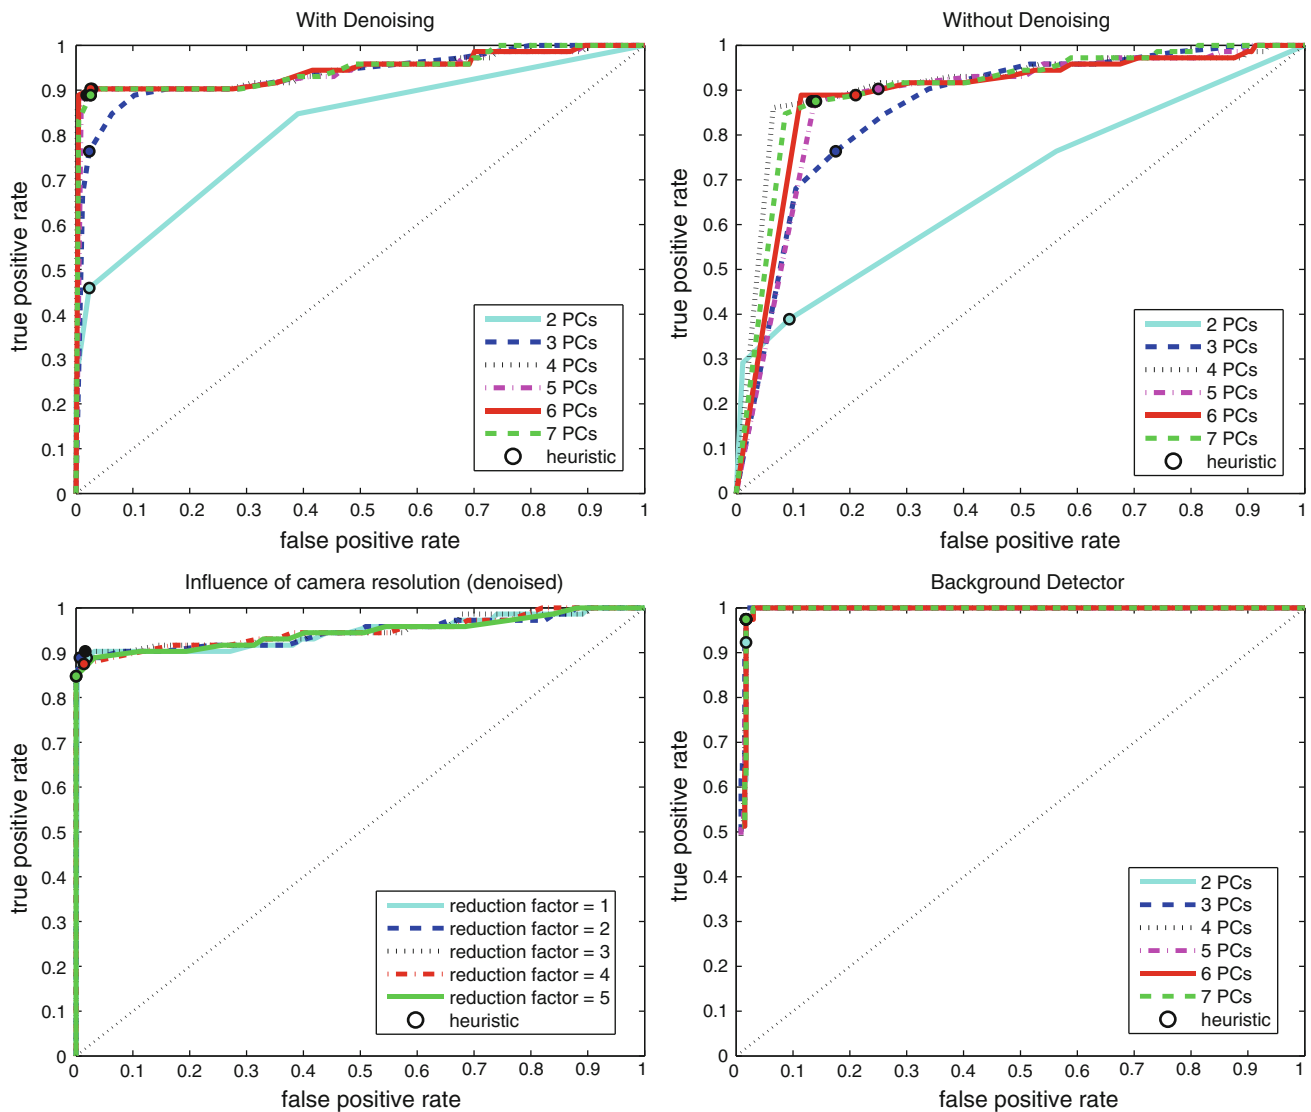 With Denoising
1
0.9
0.8
0.7
0.6
0.5
0.4
0.3
0.2
0.1
0
true positive rate
0 0.1 0.2 0.3 0.4 0.5 0.6 0.7 0.8 0.9 1
false positive rate
2 PCs
3 PCs
4 PCs
5 PCs
6 PCs
7 PCs
heuristic
Without Denoising
1
0.9
0.8
0.7
0.6
0.5
0.4
0.3
0.2
0.1
0
true positive rate
0 0.1 0.2 0.3 0.4 0.5 0.6 0.7 0.8 0.9 1
false positive rate
2 PCs
3 PCs
4 PCs
5 PCs
6 PCs
7 PCs
heuristic
Influence of camera resolution (denoised)
1
0.9
0.8
0.7
0.6
0.5
0.4
0.3
0.2
0.1
0
true positive rate
0 0.1 0.2 0.3 0.4 0.5 0.6 0.7 0.8 0.9 1
false positive rate
reduction factor = 1
reduction factor = 2
reduction factor = 3
reduction factor = 4
reduction factor = 5
heuristic
Background Detector
1
0.9
0.8
0.7
0.6
0.5
0.4
0.3
0.2
0.1
0
true positive rate
0 0.1 0.2 0.3 0.4 0.5 0.6 0.7 0.8 0.9 1
false positive rate
2 PCs
3 PCs
4 PCs
5 PCs
6 PCs
7 PCs
heuristic